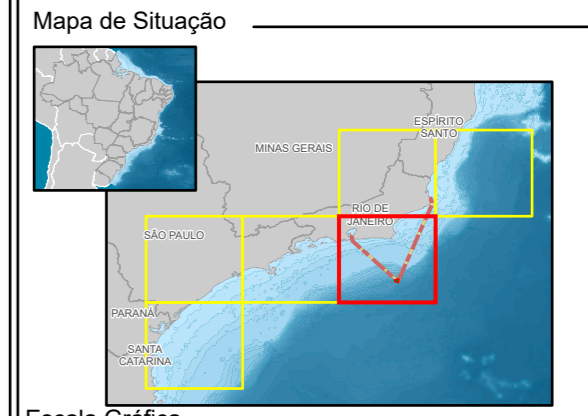 Mapa de Situação
ESPÍRITO
SANTO
MINAS GERAIS
RIO DE
JANEIRO
SÃO PAULO
PARANÁ
SANTA
CATARINA
Escala Gráfica